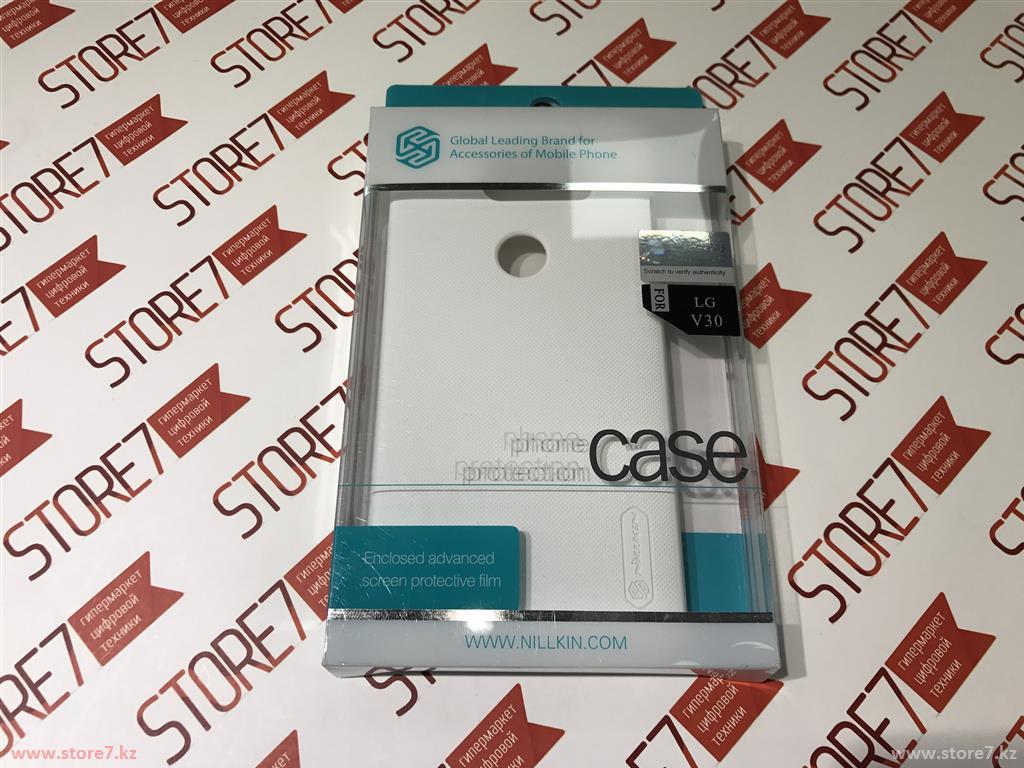 Global Leading Brand for
Accessories of Mobile Phone
Scratch to verify authenticity
FOR
LG
V30
phone
protection
case
Enclosed advanced
screen protective film
NILLKIN
WWW.NILLKIN.COM
STORE7
гипермаркет
цифровой
техники
www.store7.kz
www.store7.kz